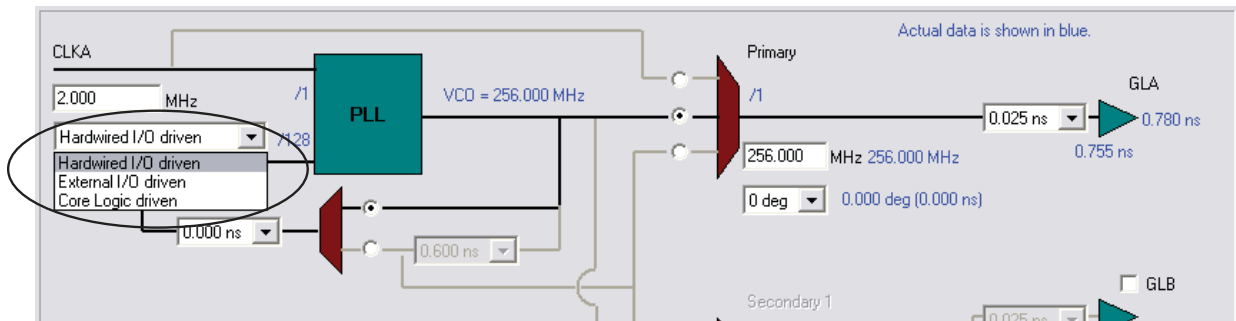 Actual data is shown in blue.
CLKA
Primary
2.000 MHz
/1
PLL
VCO = 256.000 MHz
/1
GLA
Hardwired I/O driven
/128
0.025 ns
0.780 ns
Hardwired I/O driven
External I/O driven
Core Logic driven
256.000 MHz 256.000 MHz
0.755 ns
0 deg
0.000 deg (0.000 ns)
0.000 ns
0.600 ns
GLB
Secondary 1
0.025 ns